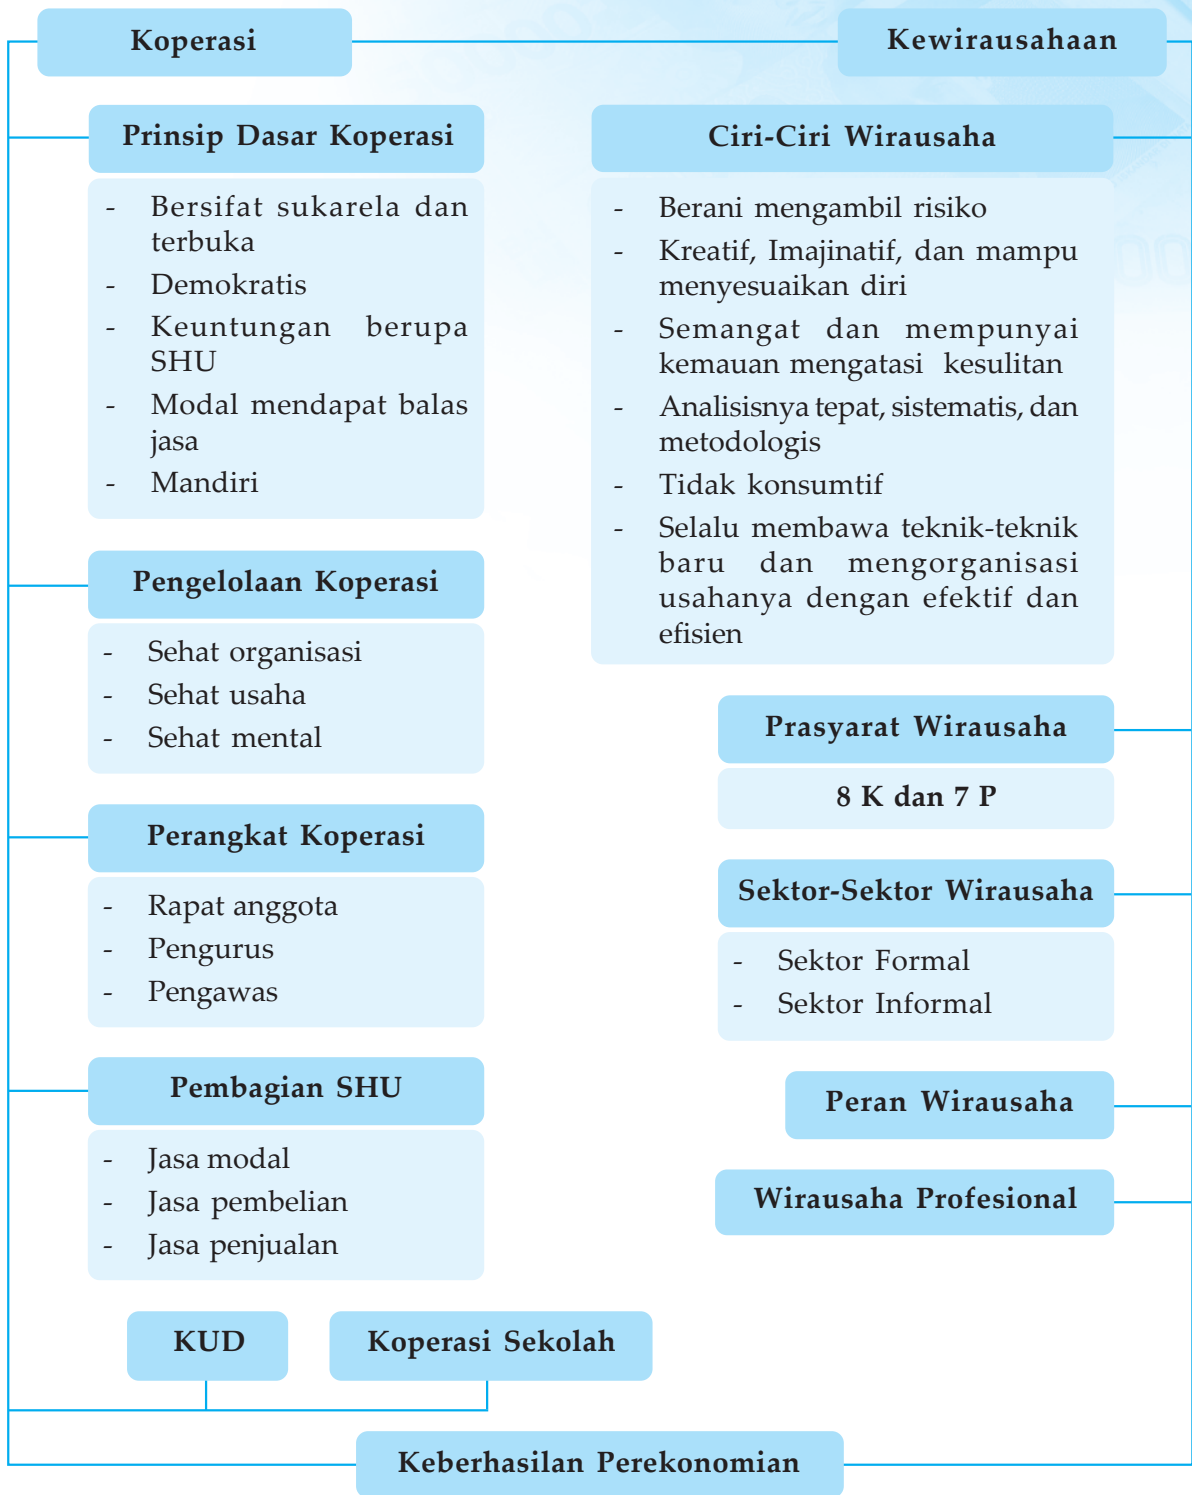 Koperasi
Kewirausahaan
Prinsip Dasar Koperasi
- Bersifat sukarela dan
terbuka
- Demokratis
- Keuntungan berupa
SHU
- Modal mendapat balas
jasa
- Mandiri
Pengelolaan Koperasi
- Sehat organisasi
- Sehat usaha
- Sehat mental
Perangkat Koperasi
- Rapat anggota
- Pengurus
- Pengawas
Pembagian SHU
- Jasa modal
- Jasa pembelian
- Jasa penjualan
KUD
Koperasi Sekolah
Ciri-Ciri Wirausaha
- Berani mengambil risiko
- Kreatif, Imajinatif, dan mampu
menyesuaikan diri
- Semangat dan mempunyai
kemauan mengatasi kesulitan
- Analisisnya tepat, sistematis, dan
metodologis
- Tidak konsumtif
- Selalu membawa teknik-teknik
baru dan mengorganisasi
usahanya dengan efektif dan
efisien
Prasyarat Wirausaha
8 K dan 7 P
Sektor-Sektor Wirausaha
- Sektor Formal
- Sektor Informal
Peran Wirausaha
Wirausaha Profesional
Keberhasilan Perekonomian